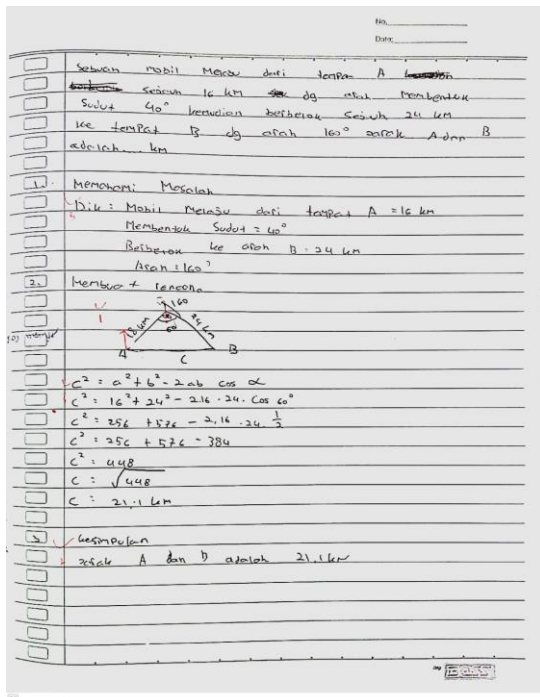 No.
Date:
Sebuah mobil Melaju dari tempat A
sejauh 16 km dg arah Membentuk
Sudut 40° kemudian berbelok sejauh 24 km
ke tempat B dg arah 160° jarak A dan B
adalah km
1. Memahami Masalah
Dik : Mobil Melaju dari tempat A = 16 km
Membentuk Sudut = 40°
Berbelok ke arah B = 24 km
Arah = 160°
2. Membuat rencana
160
16 km 60 24 km
A B
C
c² = a² + b² - 2ab cos α
c² = 16² + 24² - 2.16 . 24 . Cos 60°
c² = 256 + 576 - 2.16 . 24 . 1/2
c² = 256 + 576 - 384
c² = 448
c = √448
c = 21.1 km
3. kesimpulan
jarak A dan B adalah 21,1 km